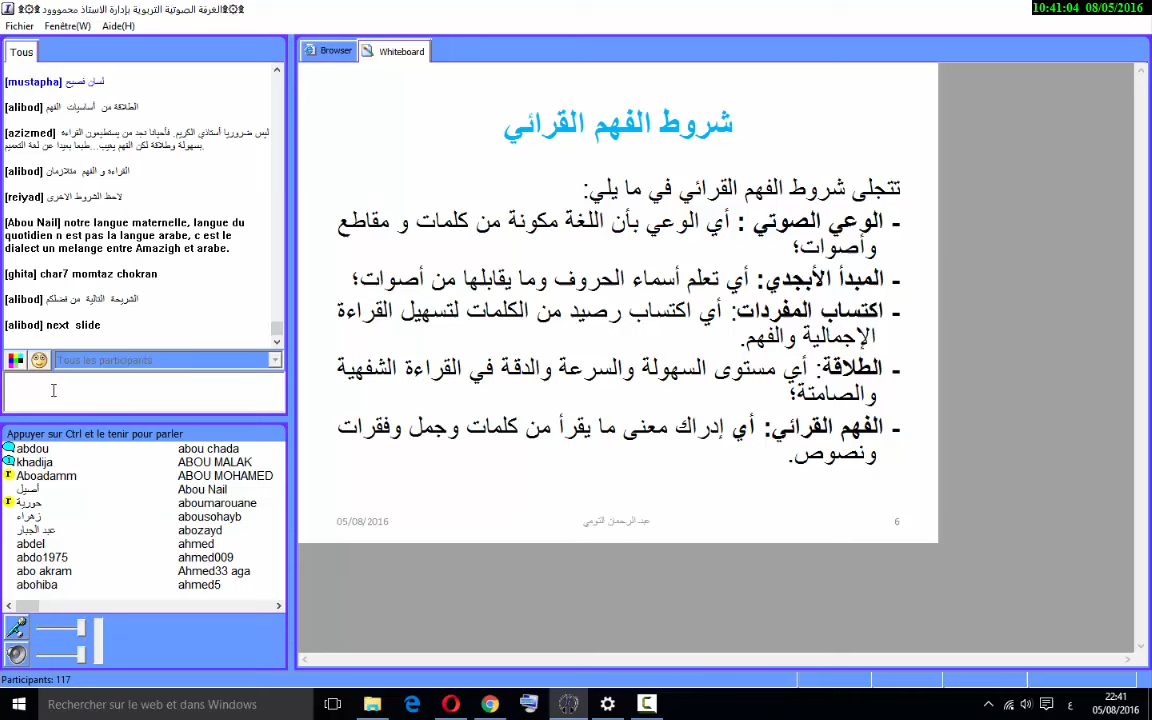 ۩۞۩الغرفة الصوتية التربوية بإدارة الاستاذ محمووود۩۞۩
10:41:04 08/05/2016
Fichier Fenêtre(W) Aide(H)
Tous
[mustapha] لسان فصيح
[alibod] الطلاقة من أساسيات الفهم
[azizmed] ليس ضروريا أستاذي الكريم. فأحيانا نجد من يستطيعون القراءة
بسهولة وطلاقة لكن الفهم يغيب...طبعا بعيدا عن لغة التعميم.
[alibod] القراءة و الفهم متلازمان
[reiyad] لاحظ الشروط الاخرى
[Abou Nail] notre langue maternelle, langue du
quotidien n est pas la langue arabe, c est le
dialect un melange entre Amazigh et arabe.
[ghita] char7 momtaz chokran
[alibod] الشريحة التالية من فضلكم
[alibod] next slide
Tous les participants
Appuyer sur Ctrl et le tenir pour parler
abdou abou chada
khadija ABOU MALAK
Aboadamm ABOU MOHAMED
أصيل Abou Nail
حورية aboumarouane
زهراء abousohayb
عبد الجبار abozayd
abdel ahmed
abdo1975 ahmed009
abo akram Ahmed33 aga
abohiba ahmed5
Participants: 117
Browser Whiteboard
شروط الفهم القرائي
تتجلى شروط الفهم القرائي في ما يلي:
- الوعي الصوتي : أي الوعي بأن اللغة مكونة من كلمات و مقاطع
وأصوات؛
- المبدأ الأبجدي: أي تعلم أسماء الحروف وما يقابلها من أصوات؛
- اكتساب المفردات: أي اكتساب رصيد من الكلمات لتسهيل القراءة
الإجمالية والفهم.
- الطلاقة: أي مستوى السهولة والسرعة والدقة في القراءة الشفهية
والصامتة؛
- الفهم القرائي: أي إدراك معنى ما يقرأ من كلمات وجمل وفقرات
ونصوص.
05/08/2016 عبد الرحمان التومي 6
Rechercher sur le web et dans Windows
ع
22:41
05/08/2016